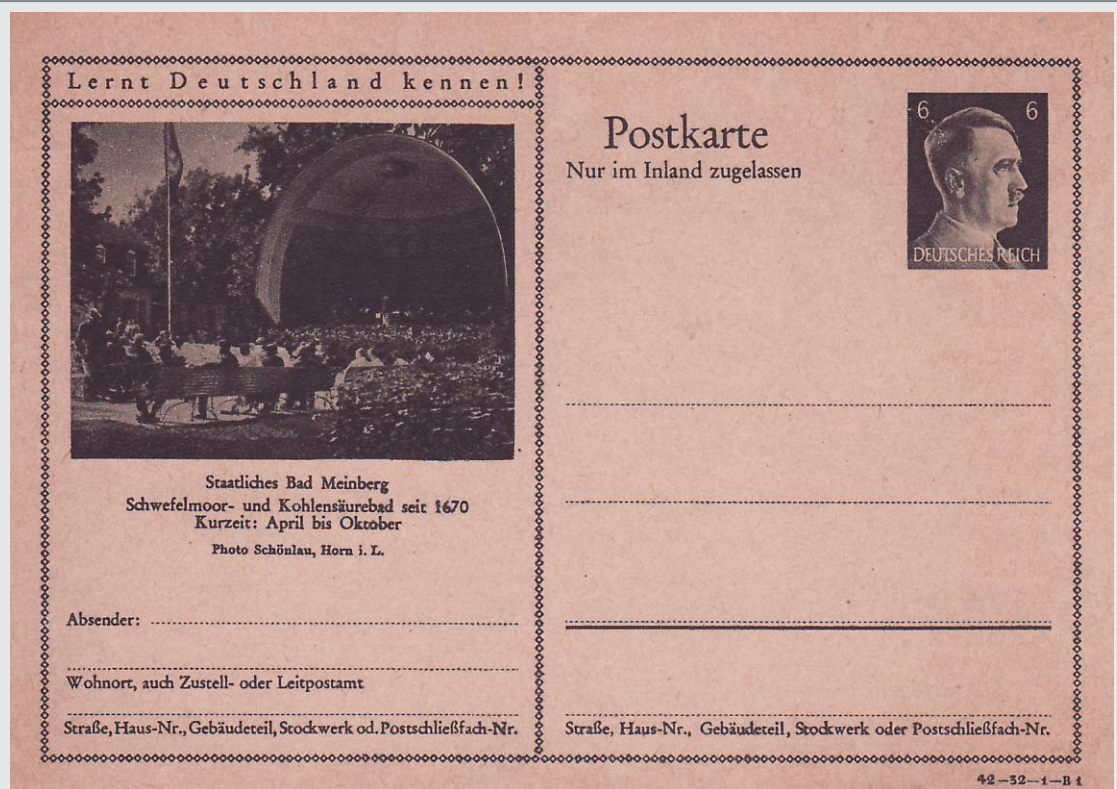 Lernt Deutschland kennen!
Staatliches Bad Meinberg
Schwefelmoor- und Kohlensäurebad seit 1670
Kurzeit: April bis Oktober
Photo Schönlau, Horn i. L.
Absender:
Wohnort, auch Zustell- oder Leitpostamt
Straße, Haus-Nr., Gebäudeteil, Stockwerk od. Postschließfach-Nr.
Postkarte
Nur im Inland zugelassen
6 6
DEUTSCHES REICH
Straße, Haus-Nr., Gebäudeteil, Stockwerk oder Postschließfach-Nr.
42-32-1-B 1